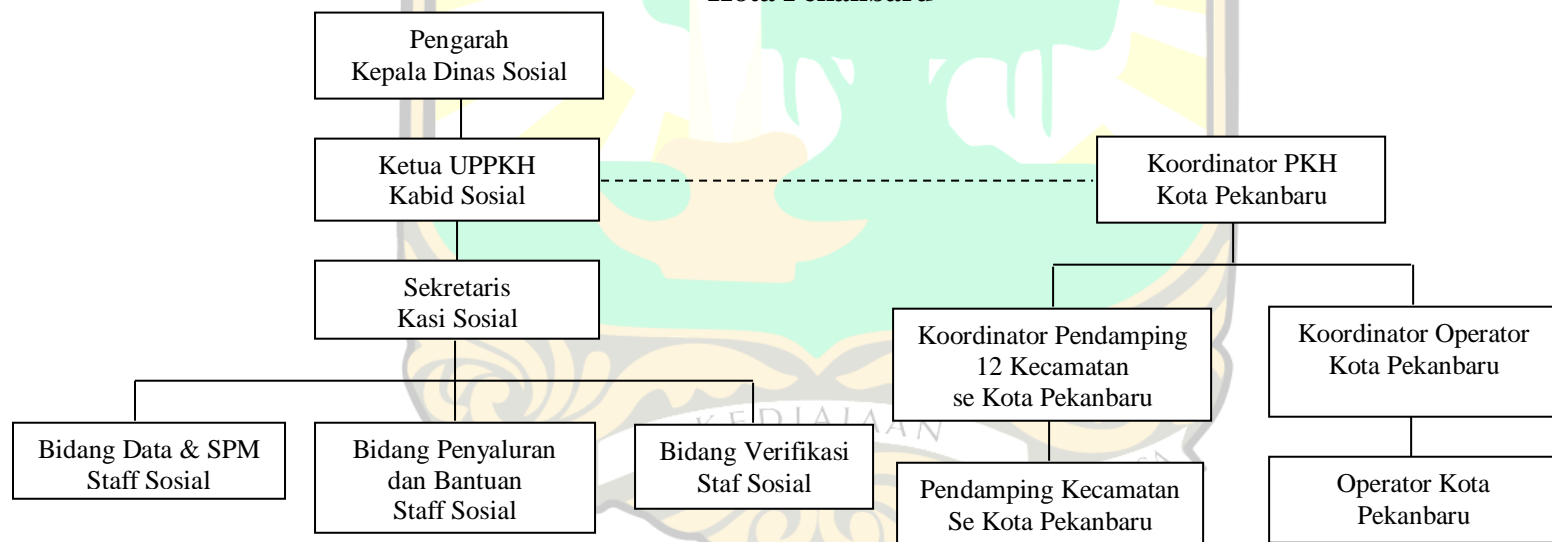 Kota Pekanbaru
Pengarah
Kepala Dinas Sosial
Ketua UPPKH
Kabid Sosial
Koordinator PKH
Kota Pekanbaru
Sekretaris
Kasi Sosial
Koordinator Pendamping
12 Kecamatan
se Kota Pekanbaru
Koordinator Operator
Kota Pekanbaru
KEDJAJAAN
Bidang Data & SPM
Staff Sosial
Bidang Penyaluran
dan Bantuan
Staff Sosial
Bidang Verifikasi
Staf Sosial
Pendamping Kecamatan
Se Kota Pekanbaru
Operator Kota
Pekanbaru